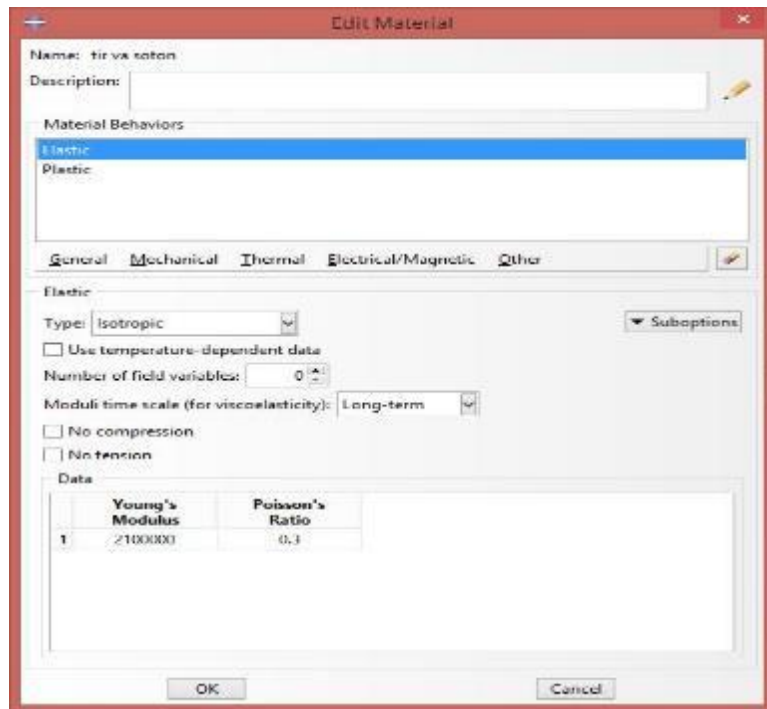 Edit Material
Name: tir va soton
Description:
Material Behaviors
Elastic
Plastic
General Mechanical Thermal Electrical/Magnetic Other
Elastic
Type: Isotropic Suboptions
Use temperature-dependent data
Number of field variables: 0
Moduli time scale (for viscoelasticity): Long-term
No compression
No tension
Data
Young's Poisson's
Modulus Ratio
1 2100000 0.3
OK Cancel